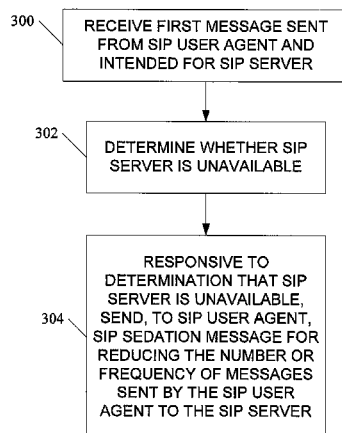 300
RECEIVE FIRST MESSAGE SENT
FROM SIP USER AGENT AND
INTENDED FOR SIP SERVER
302
DETERMINE WHETHER SIP
SERVER IS UNAVAILABLE
304
RESPONSIVE TO
DETERMINATION THAT SIP
SERVER IS UNAVAILABLE,
SEND, TO SIP USER AGENT,
SIP SEDATION MESSAGE FOR
REDUCING THE NUMBER OR
FREQUENCY OF MESSAGES
SENT BY THE SIP USER
AGENT TO THE SIP SERVER